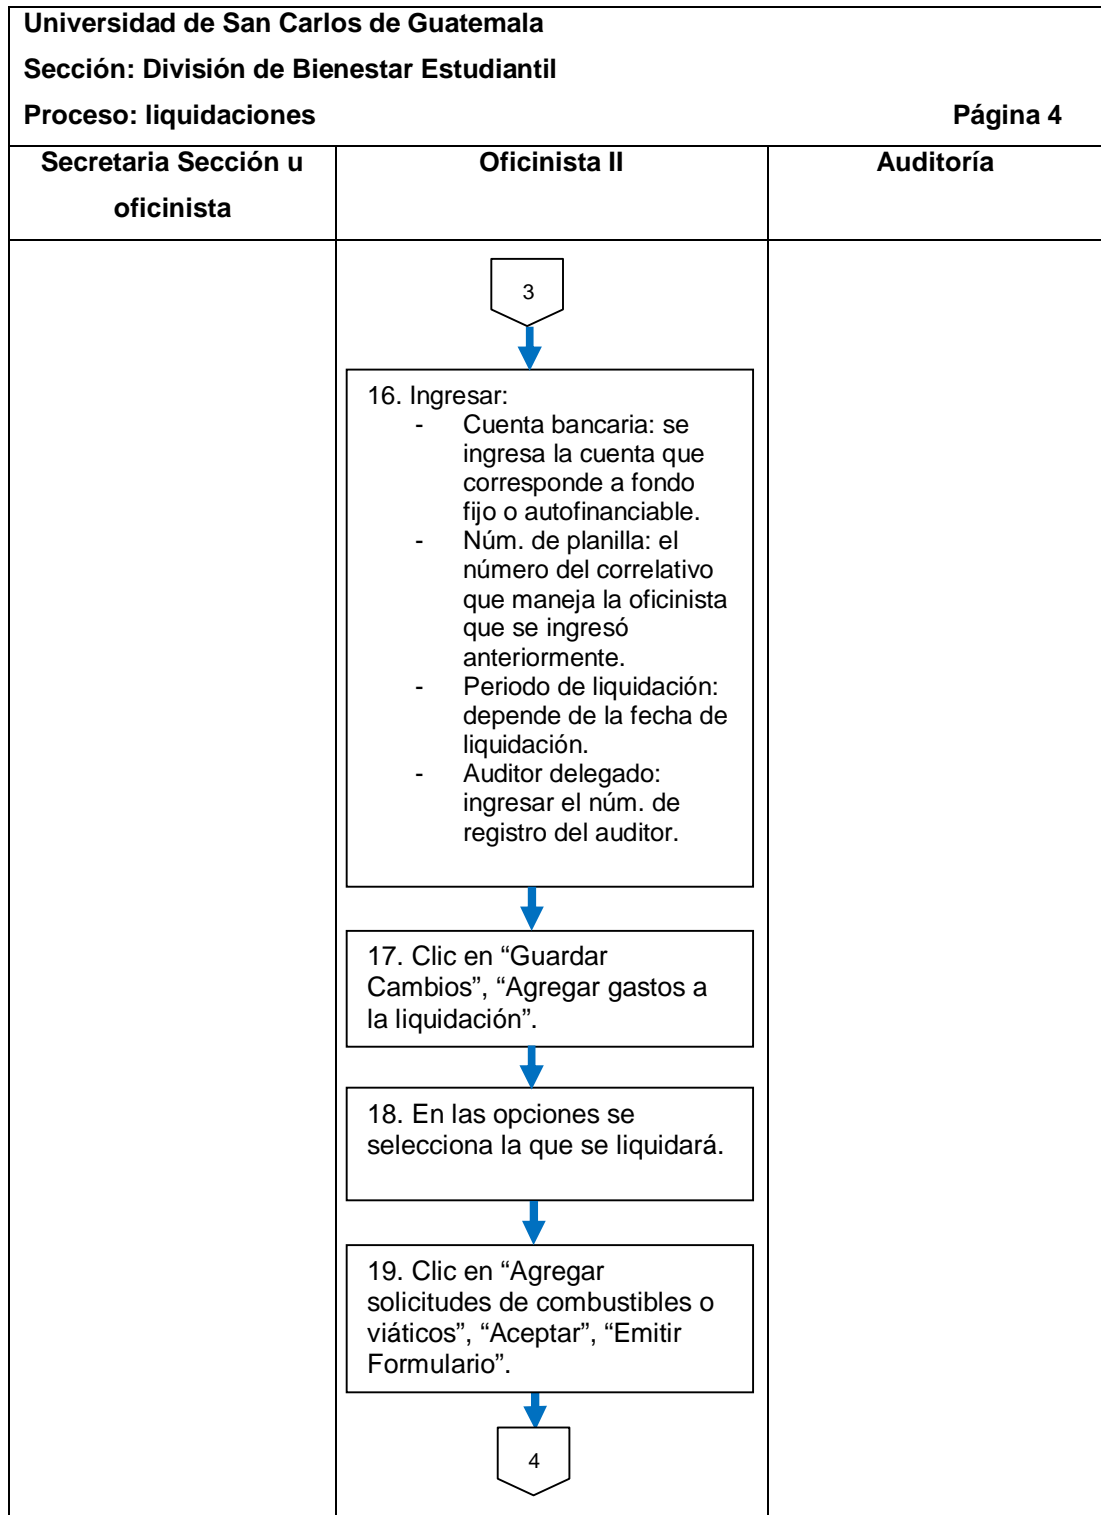 Universidad de San Carlos de Guatemala
Sección: División de Bienestar Estudiantil
Proceso: liquidaciones Página 4
Secretaria Sección u
oficinista
Oficinista II
Auditoría
3
16. Ingresar:
- Cuenta bancaria: se
ingresa la cuenta que
corresponde a fondo
fijo o autofinanciable.
- Núm. de planilla: el
número del correlativo
que maneja la oficinista
que se ingresó
anteriormente.
- Periodo de liquidación:
depende de la fecha de
liquidación.
- Auditor delegado:
ingresar el núm. de
registro del auditor.
17. Clic en “Guardar
Cambios”, “Agregar gastos a
la liquidación”.
18. En las opciones se
selecciona la que se liquidará.
19. Clic en “Agregar
solicitudes de combustibles o
viáticos”, “Aceptar”, “Emitir
Formulario”.
4